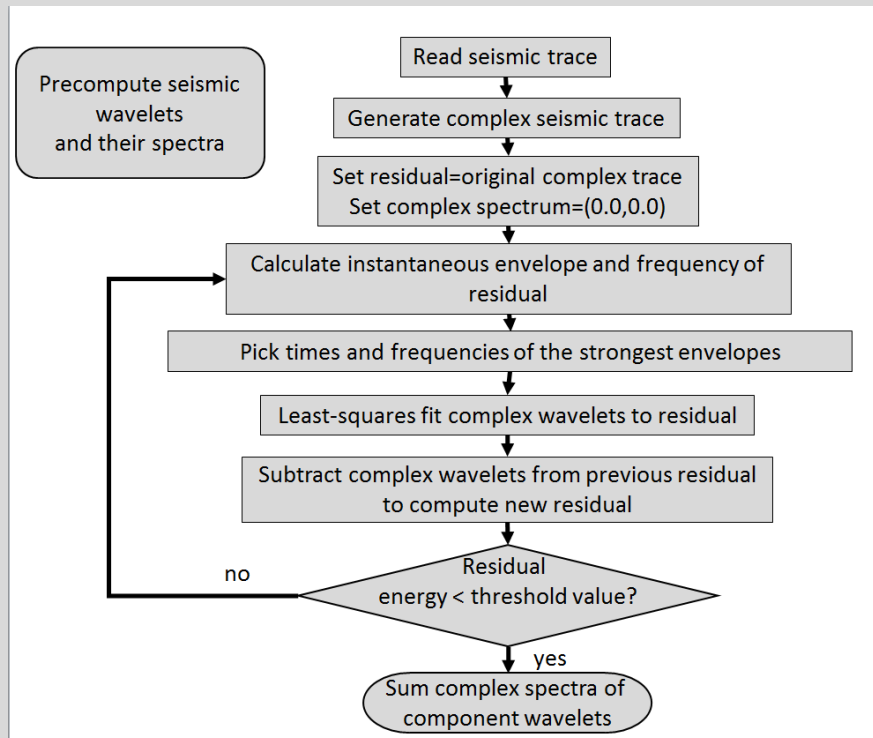 Precompute seismic
wavelets
and their spectra
Read seismic trace
Generate complex seismic trace
Set residual=original complex trace
Set complex spectrum=(0.0,0.0)
Calculate instantaneous envelope and frequency of
residual
Pick times and frequencies of the strongest envelopes
Least-squares fit complex wavelets to residual
Subtract complex wavelets from previous residual
to compute new residual
Residual
energy < threshold value?
no
yes
Sum complex spectra of
component wavelets